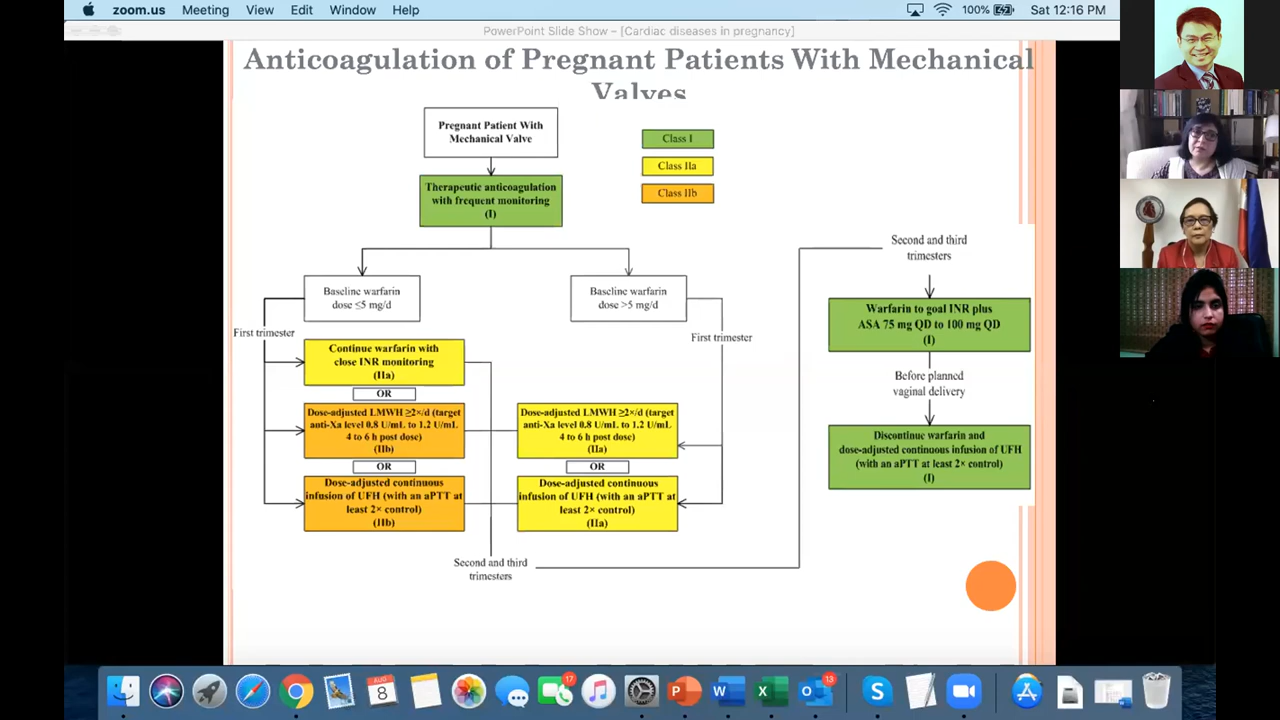 zoom.us Meeting View Edit Window Help
100%
Sat 12:16 PM
PowerPoint Slide Show – [Cardiac diseases in pregnancy]
Anticoagulation of Pregnant Patients With Mechanical
Valves
Pregnant Patient With
Mechanical Valve
Class I
Class IIa
Class IIb
Therapeutic anticoagulation
with frequent monitoring
(I)
Baseline warfarin
dose ≤5 mg/d
Baseline warfarin
dose >5 mg/d
First trimester
First trimester
Continue warfarin with
close INR monitoring
(IIa)
OR
Dose-adjusted LMWH ≥2×/d (target
anti-Xa level 0.8 U/mL to 1.2 U/mL
4 to 6 h post dose)
(IIb)
OR
Dose-adjusted continuous
infusion of UFH (with an aPTT at
least 2× control)
(IIb)
Dose-adjusted LMWH ≥2×/d (target
anti-Xa level 0.8 U/mL to 1.2 U/mL
4 to 6 h post dose)
(IIa)
OR
Dose-adjusted continuous
infusion of UFH (with an aPTT at
least 2× control)
(IIa)
Second and third
trimesters
Second and third
trimesters
Warfarin to goal INR plus
ASA 75 mg QD to 100 mg QD
(I)
Before planned
vaginal delivery
Discontinue warfarin and
dose-adjusted continuous infusion of UFH
(with an aPTT at least 2× control)
(I)
AUG
8
17
P
W
X
O
13
S